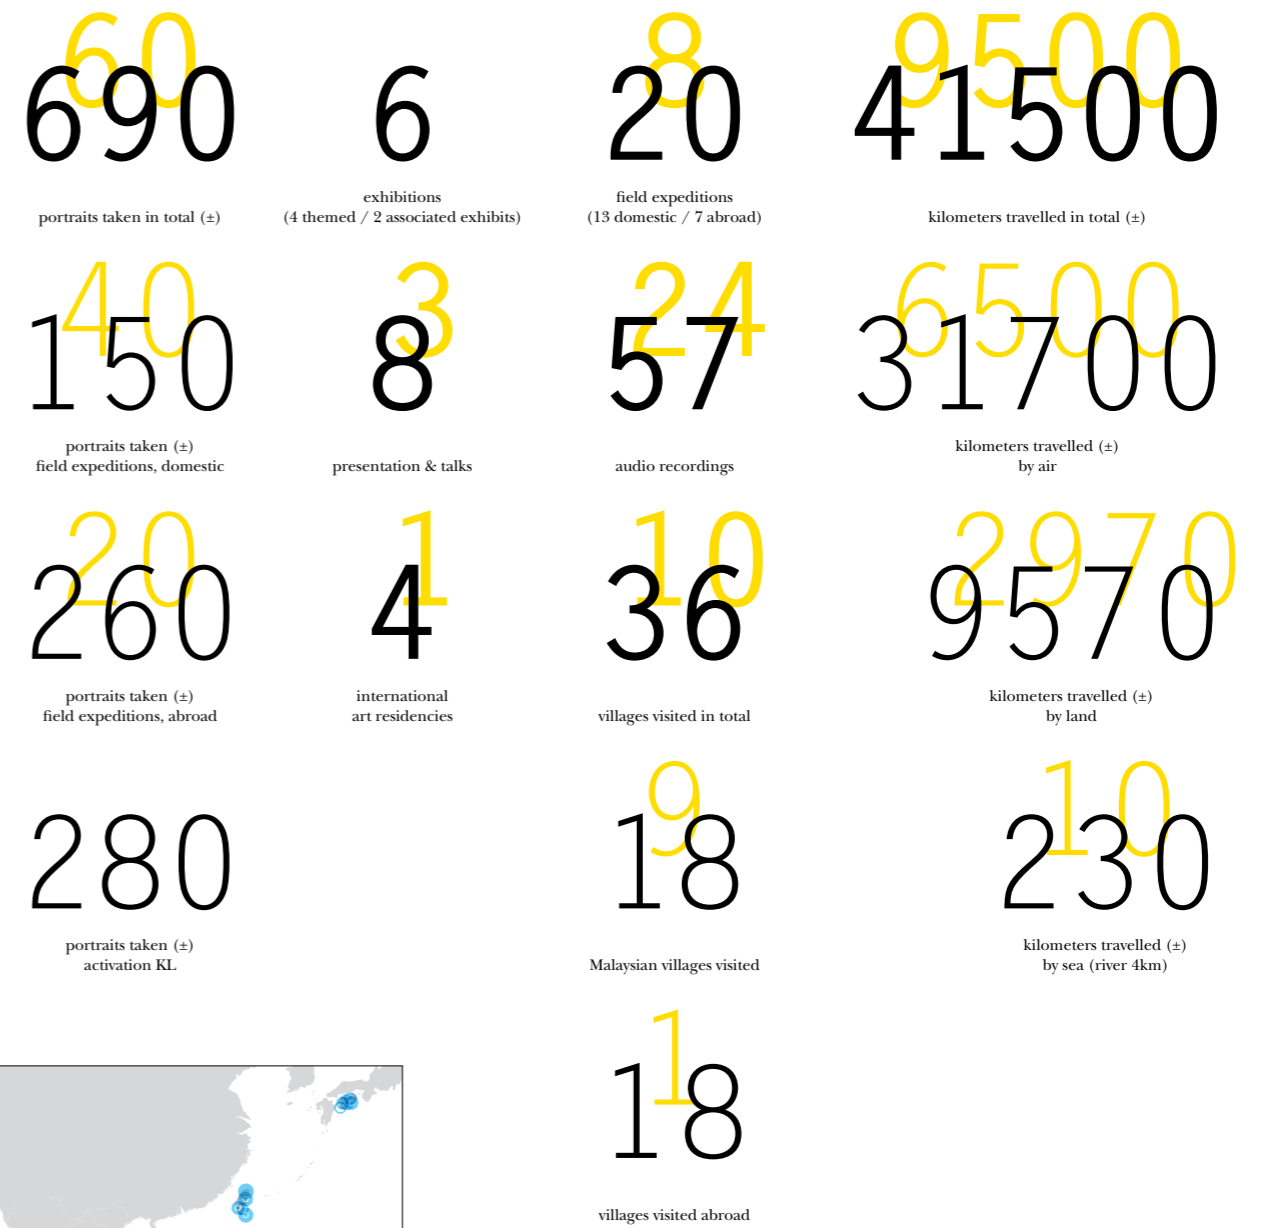 60
690
portraits taken in total (±)
6
exhibitions
(4 themed / 2 associated exhibits)
8
20
field expeditions
(13 domestic / 7 abroad)
9500
41500
kilometers travelled in total (±)
40
150
portraits taken (±)
field expeditions, domestic
3
8
presentation & talks
24
57
audio recordings
6500
31700
kilometers travelled (±)
by air
20
260
portraits taken (±)
field expeditions, abroad
1
4
international
art residencies
10
36
villages visited in total
2970
9570
kilometers travelled (±)
by land
280
portraits taken (±)
activation KL
9
18
Malaysian villages visited
10
230
kilometers travelled (±)
by sea (river 4km)
1
18
villages visited abroad